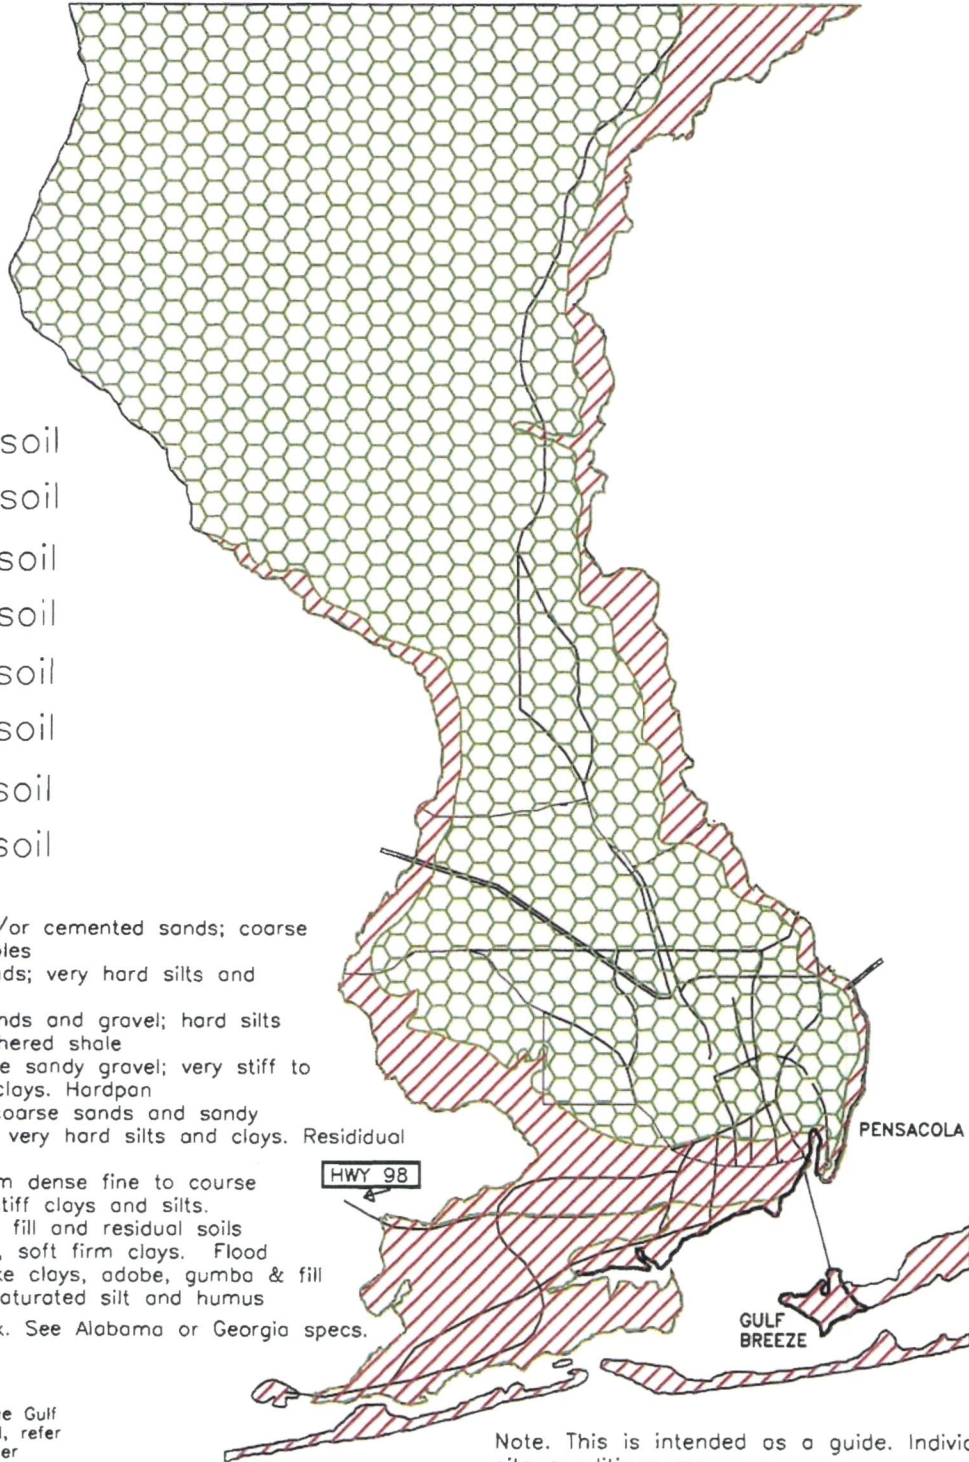 soil
soil
soil
soil
soil
soil
soil
soil
/or cemented sands; coarse
ds; very hard silts and
nds and gravel; hard silts
hered shale
e sandy gravel; very stiff to
clays. Hardpan
coarse sands and sandy
very hard silts and clays. Resididual
m dense fine to course
tiff clays and silts.
fill and residual soils
, soft firm clays. Flood
ke clays, adobe, gumbo & fill
aturated silt and humus
k. See Alabama or Georgia specs.
e Gulf
l, refer
er
HWY 98
PENSACOLA
GULF
BREEZE
Note. This is intended as a guide. Individ